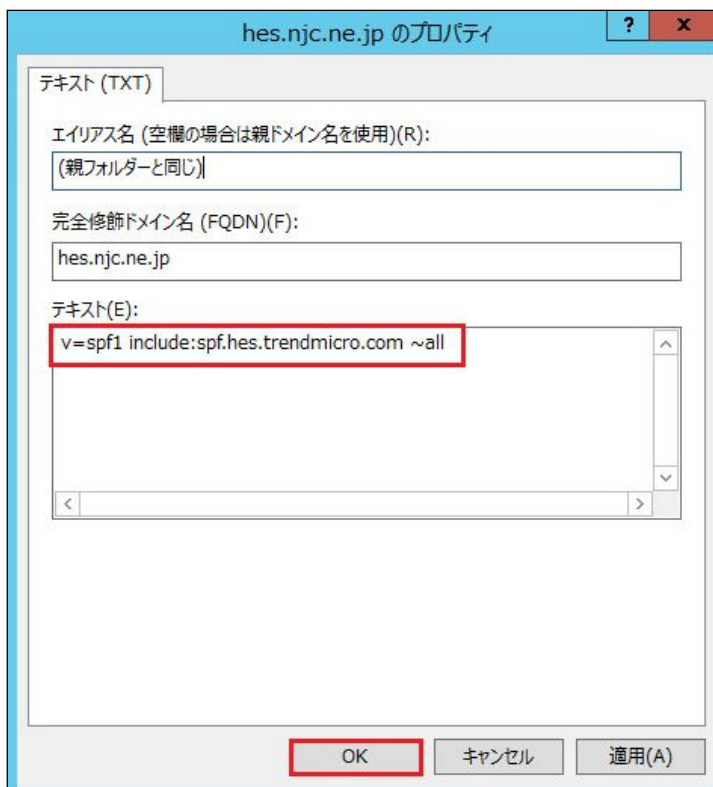 hes.njc.ne.jp のプロパティ
? x
テキスト (TXT)
エイリアス名 (空欄の場合は親ドメイン名を使用)(R):
(親フォルダーと同じ)
完全修飾ドメイン名 (FQDN)(F):
hes.njc.ne.jp
テキスト(E):
v=spf1 include:spf.hes.trendmicro.com ~all
OK キャンセル 適用(A)